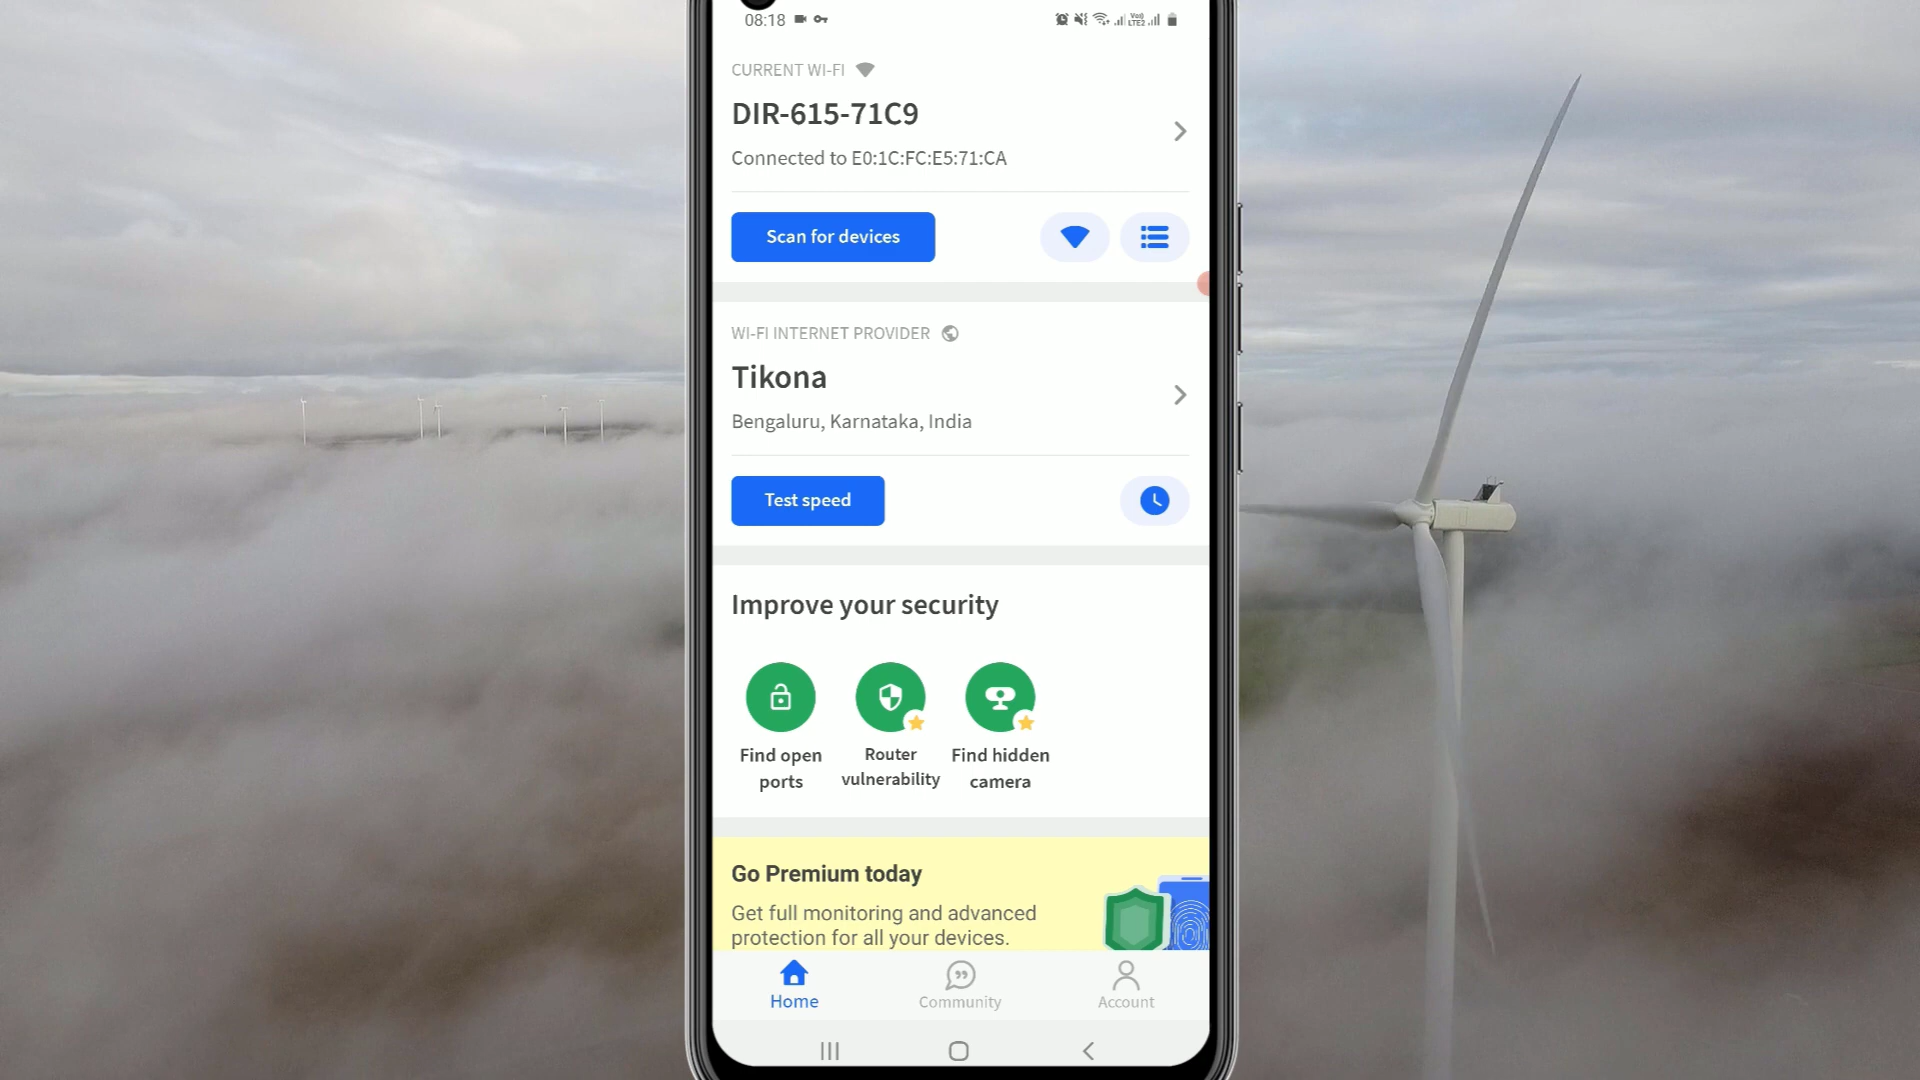 08:18
CURRENT WI-FI
DIR-615-71C9
Connected to E0:1C:FC:E5:71:CA
Scan for devices
WI-FI INTERNET PROVIDER
Tikona
Bengaluru, Karnataka, India
Test speed
Improve your security
Find open
ports
Router
vulnerability
Find hidden
camera
Go Premium today
Get full monitoring and advanced
protection for all your devices.
Home
Community
Account